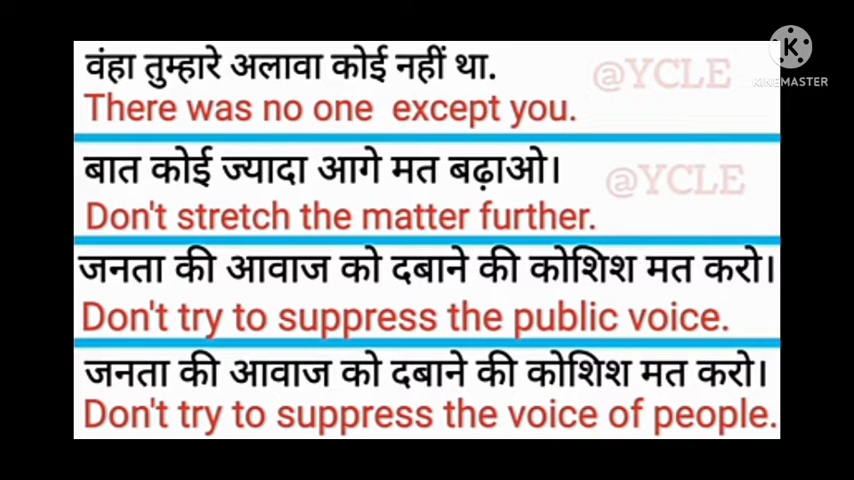 वंहा तुम्हारे अलावा कोई नहीं था.
@YCLE
There was no one except you.
बात कोई ज्यादा आगे मत बढ़ाओ।
@YCLE
Don't stretch the matter further.
जनता की आवाज को दबाने की कोशिश मत करो।
Don't try to suppress the public voice.
जनता की आवाज को दबाने की कोशिश मत करो।
Don't try to suppress the voice of people.
K
KINEMASTER